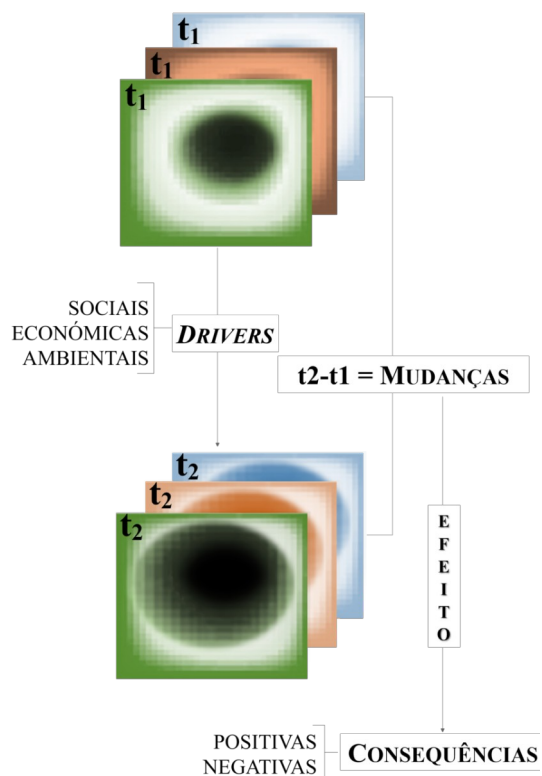 t1
t1
t1
SOCIAIS
ECONÓMICAS
AMBIENTAIS
DRIVERS
t2-t1 = MUDANÇAS
t2
t2
t2
E
F
E
I
T
O
POSITIVAS
NEGATIVAS
CONSEQUÊNCIAS